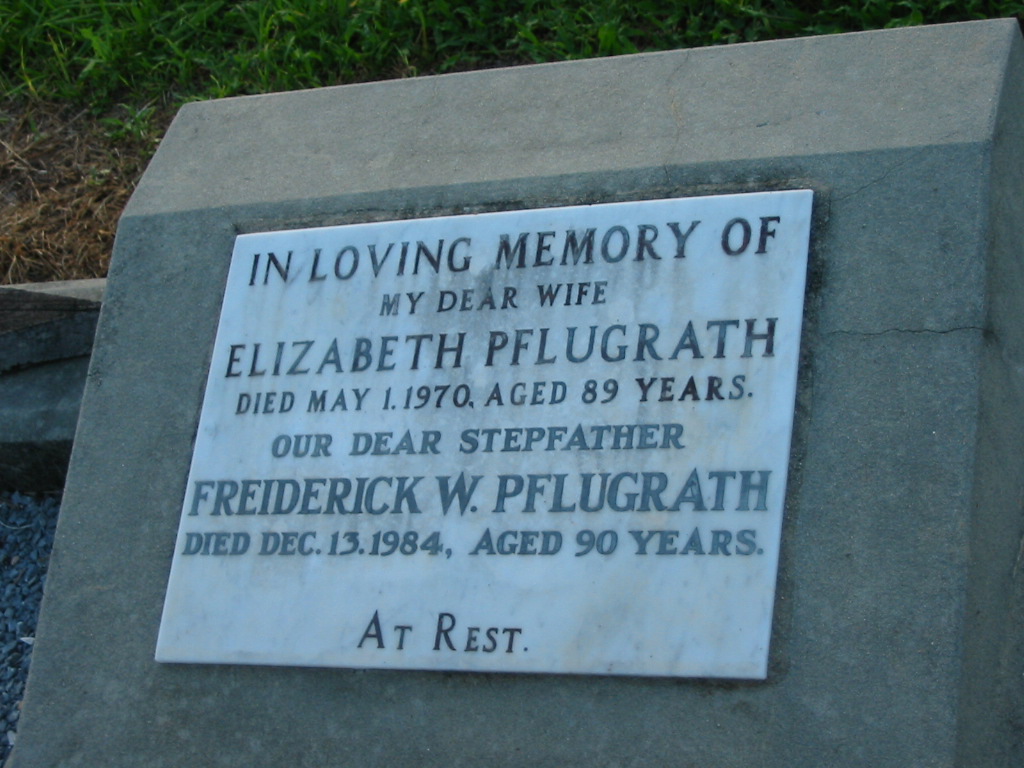 IN LOVING MEMORY OF
MY DEAR WIFE
ELIZABETH PFLUGRATH
DIED MAY 1.1970. AGED 89 YEARS.
OUR DEAR STEPFATHER
FREIDERICK W. PFLUGRATH
DIED DEC. 13.1984, AGED 90 YEARS.
AT REST.